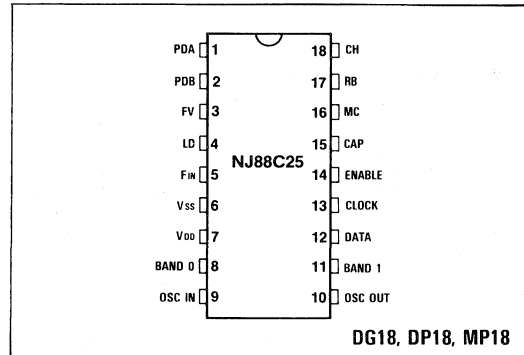 PDA 1 18 CH
PDB 2 17 RB
FV 3 16 MC
LD 4 15 CAP
NJ88C25
FIN 5 14 ENABLE
VSS 6 13 CLOCK
VDD 7 12 DATA
BAND 0 8 11 BAND 1
OSC IN 9 10 OSC OUT
DG18, DP18, MP18